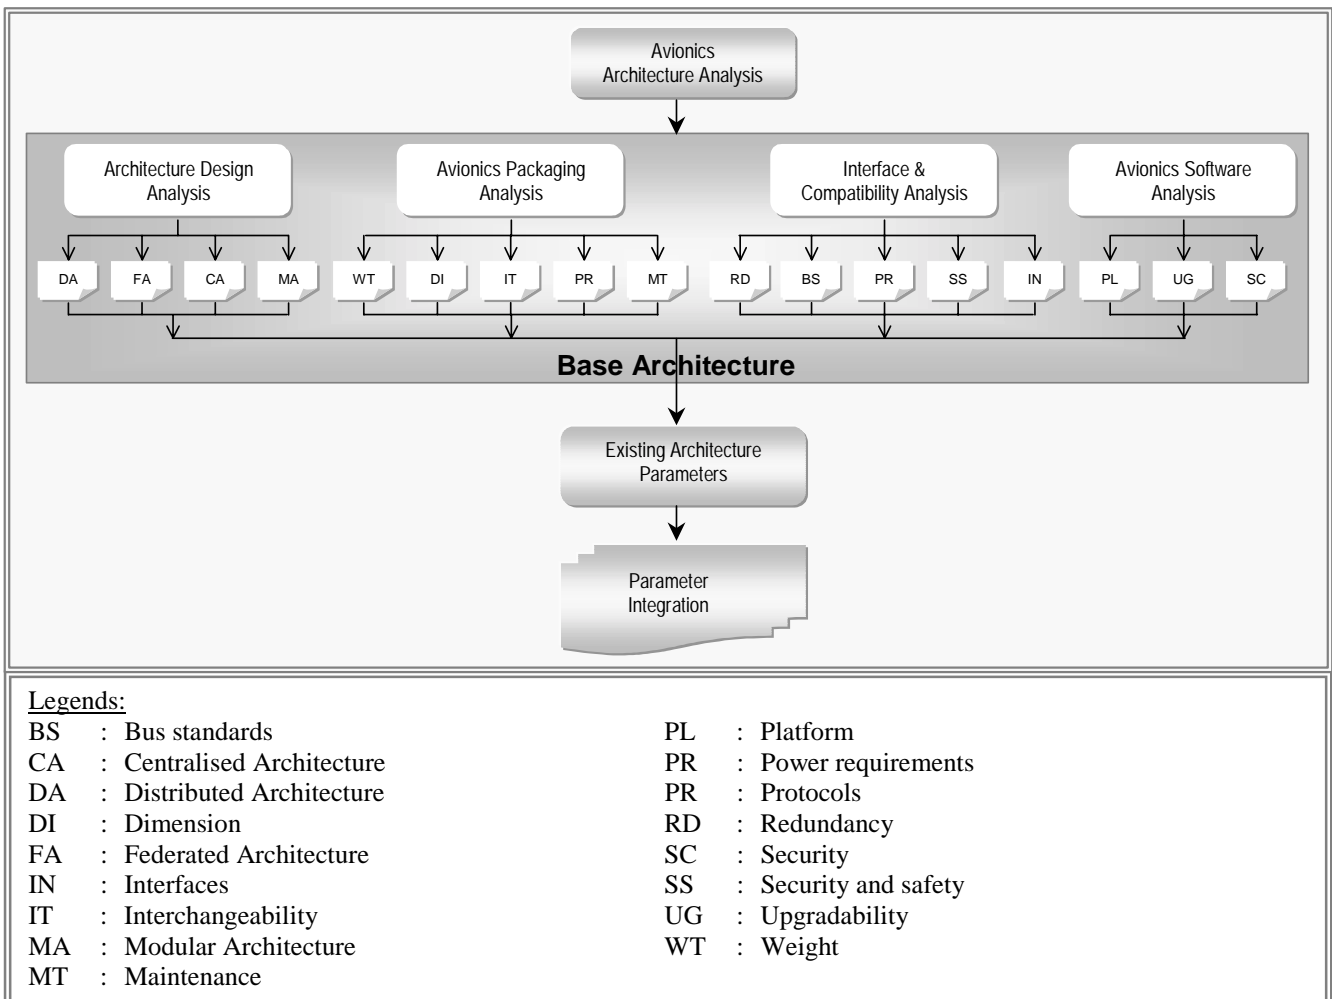 Avionics
Architecture Analysis
Architecture Design
Analysis
Avionics Packaging
Analysis
Interface &
Compatibility Analysis
Avionics Software
Analysis
DA FA CA MA WT DI IT PR MT RD BS PR SS IN PL UG SC
Base Architecture
Existing Architecture
Parameters
Parameter
Integration
Legends:
BS : Bus standards
CA : Centralised Architecture
DA : Distributed Architecture
DI : Dimension
FA : Federated Architecture
IN : Interfaces
IT : Interchangeability
MA : Modular Architecture
MT : Maintenance
PL : Platform
PR : Power requirements
PR : Protocols
RD : Redundancy
SC : Security
SS : Security and safety
UG : Upgradability
WT : Weight